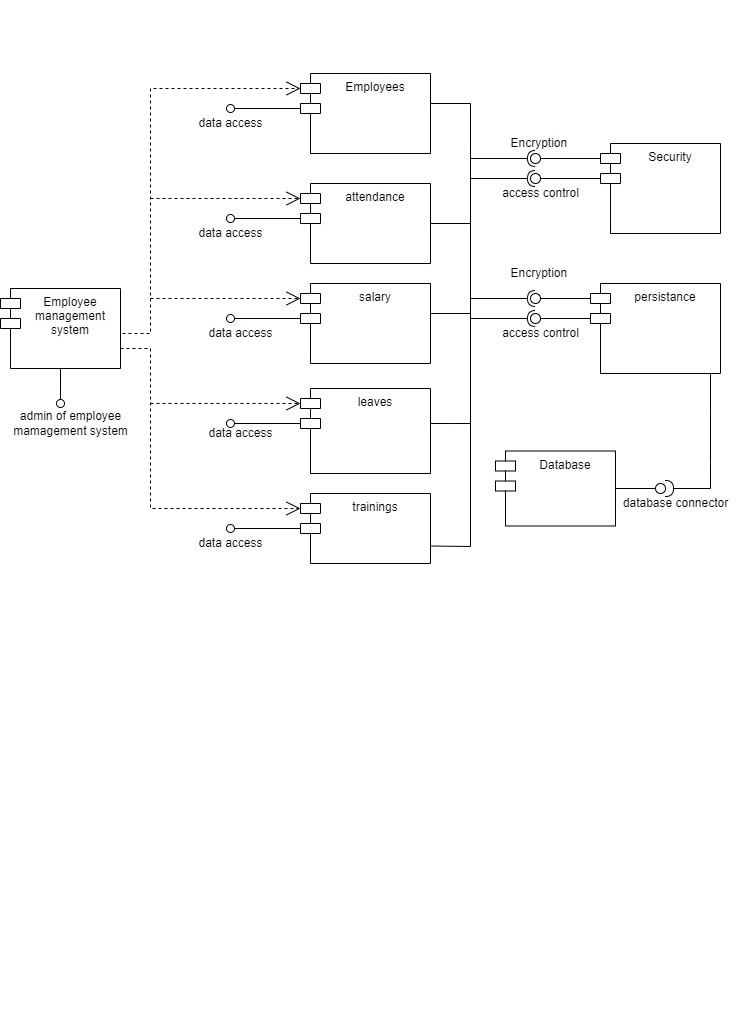 Employees
data access
Encryption
Security
access control
attendance
data access
Encryption
salary
persistance
data access
access control
Employee
management
system
admin of employee
mamagement system
leaves
data access
Database
database connector
trainings
data access